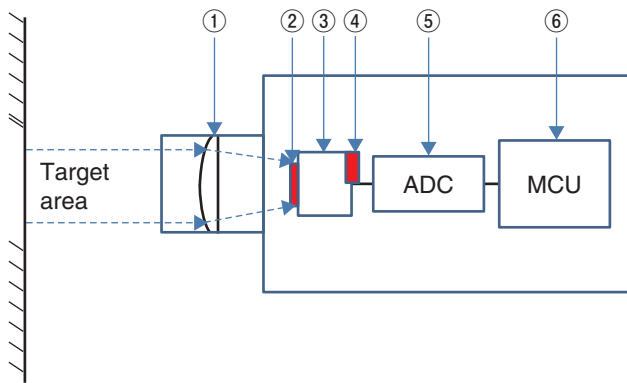 ① ② ③ ④ ⑤ ⑥
Target
area
ADC
MCU